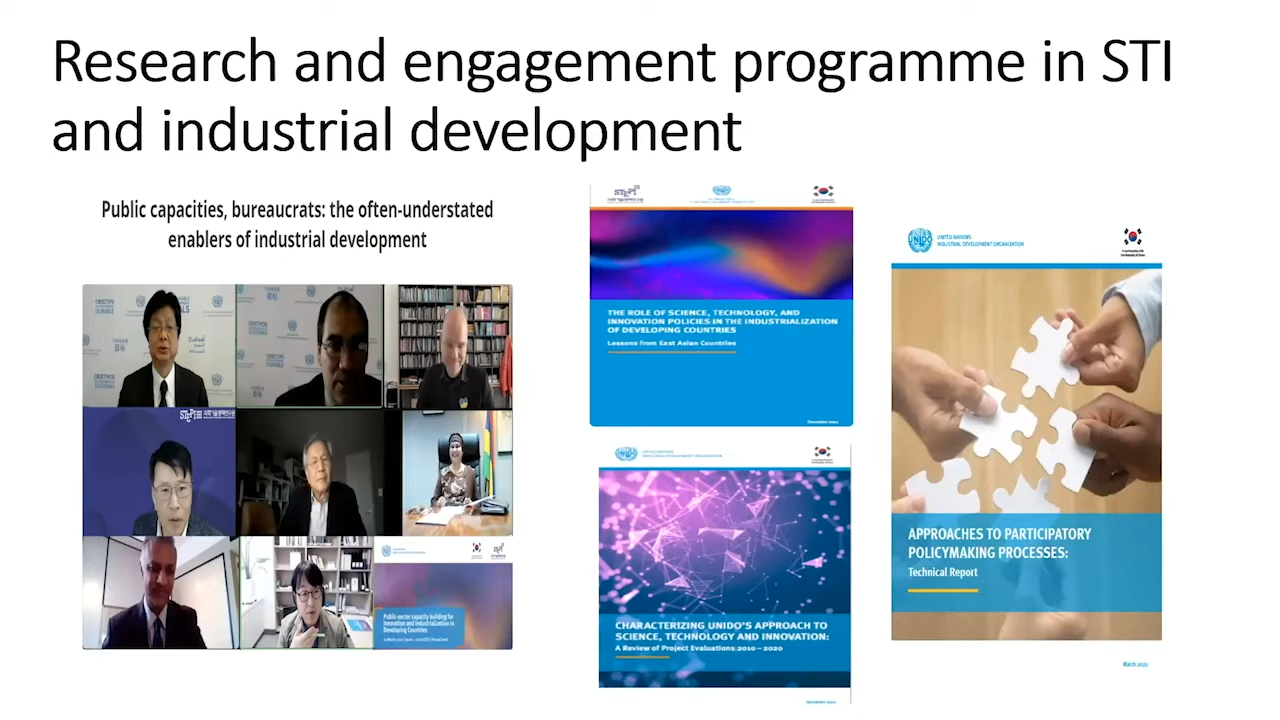 Research and engagement programme in STI
and industrial development
Public capacities, bureaucrats: the often-understated
enablers of industrial development
STEPI
Public-sector capacity building for
Innovation and Industrialization in
Developing Countries
STEPI
THE ROLE OF SCIENCE, TECHNOLOGY, AND
INNOVATION POLICIES IN THE INDUSTRIALIZATION
OF DEVELOPING COUNTRIES
Lessons from East Asian Countries
CHARACTERIZING UNIDO'S APPROACH TO
SCIENCE, TECHNOLOGY AND INNOVATION:
A Review of Project Evaluations 2010 – 2020
UNIDO
UNITED NATIONS
INDUSTRIAL DEVELOPMENT ORGANIZATION
APPROACHES TO PARTICIPATORY
POLICYMAKING PROCESSES:
Technical Report